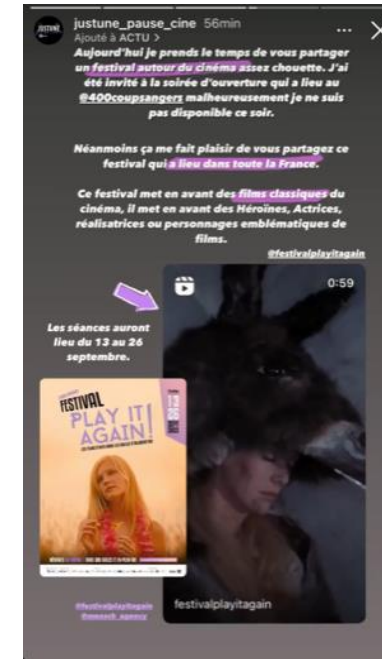 justune_pause_cine 56min
Ajouté à ACTU >
Aujourd'hui je prends le temps de vous partager
un festival autour du cinéma assez chouette. J'ai
été invité à la soirée d'ouverture qui a lieu au
@400coupsangers malheureusement je ne suis
pas disponible ce soir.
Néanmoins ça me fait plaisir de vous partagez ce
festival qui a lieu dans toute la France.
Ce festival met en avant des films classiques du
cinéma, il met en avant des Héroïnes, Actrices,
réalisatrices ou personnages emblématiques de
films.
@festivalplayitagain
0:59
Les séances auront
lieu du 13 au 26
septembre.
FESTIVAL
PLAY IT
AGAIN!
festivalplayitagain
@festivalplayitagain